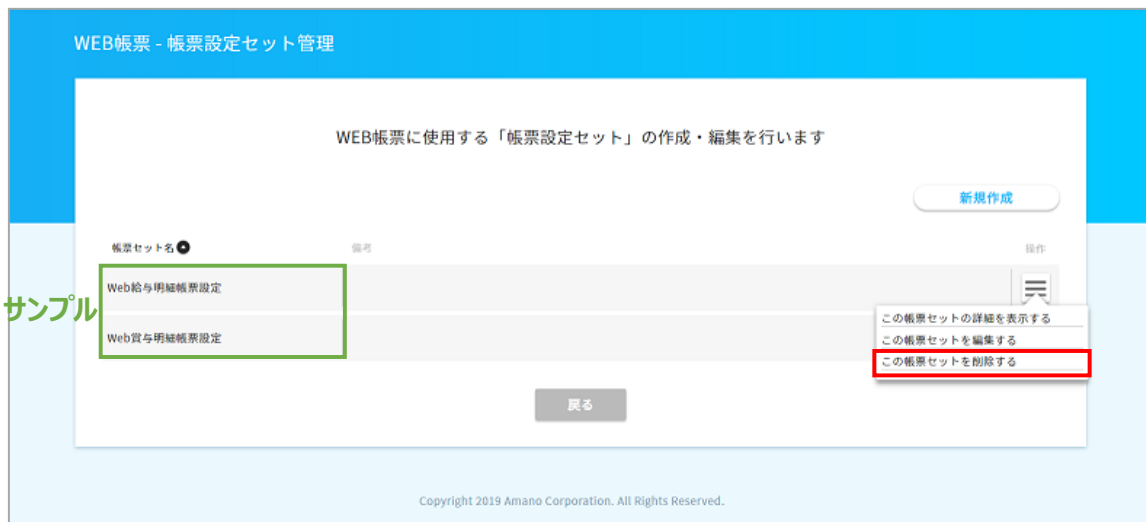 WEB帳票 - 帳票設定セット管理
WEB帳票に使用する「帳票設定セット」の作成・編集を行います
新規作成
帳票セット名 備考 操作
サンプル
Web給与明細帳票設定
この帳票セットの詳細を表示する
Web賞与明細帳票設定
この帳票セットを編集する
この帳票セットを削除する
戻る
Copyright 2019 Amano Corporation. All Rights Reserved.